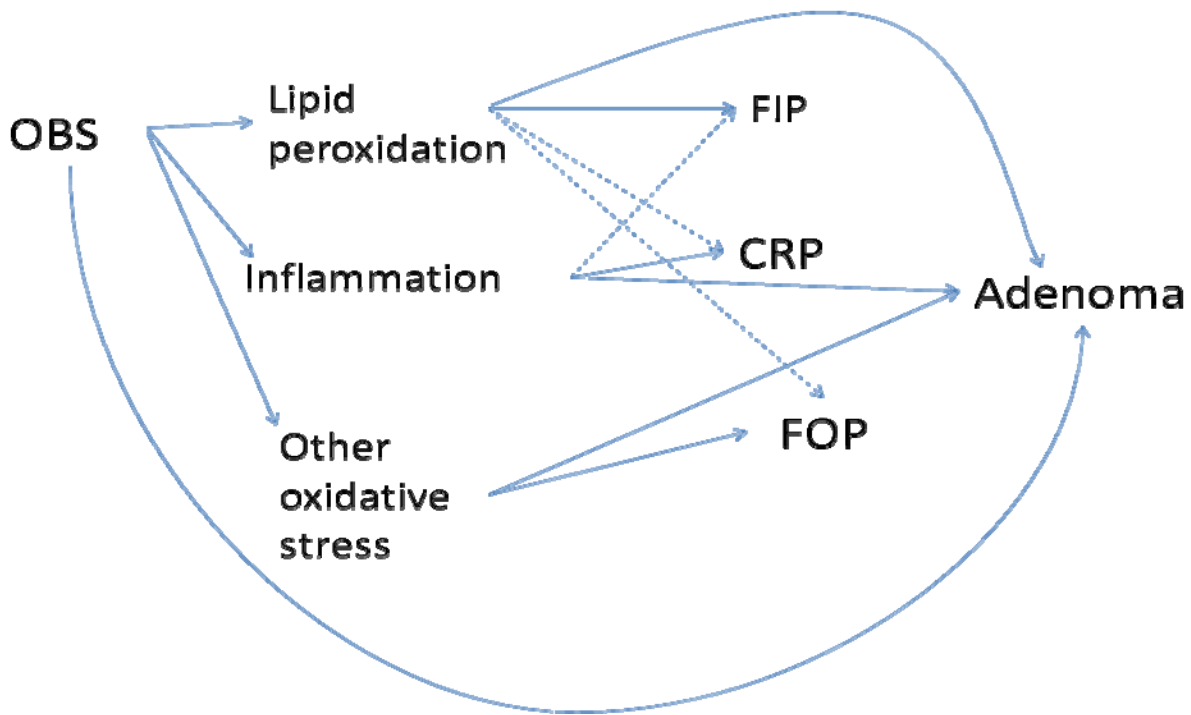 OBS
Lipid
peroxidation
FIP
Inflammation
CRP
Adenoma
Other
oxidative
stress
FOP